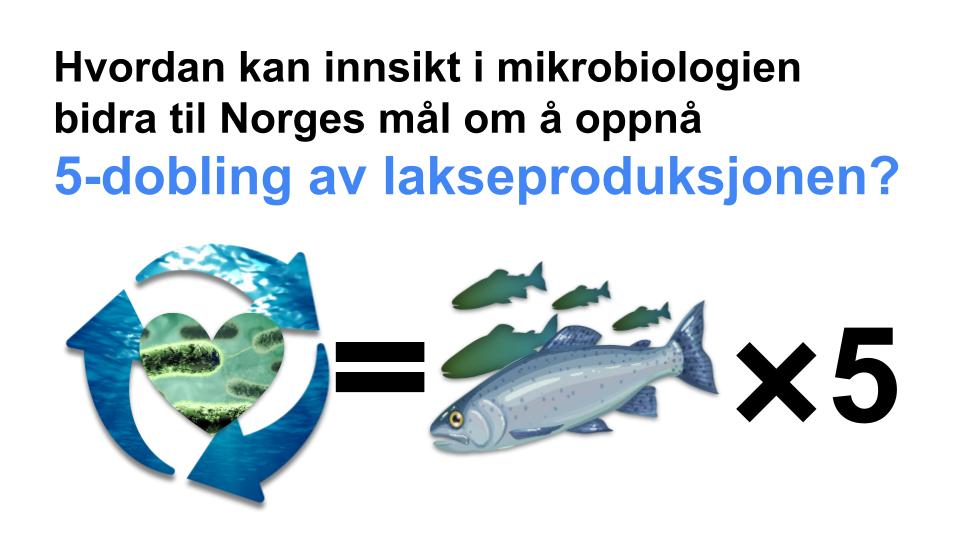 Hvordan kan innsikt i mikrobiologien
bidra til Norges mål om å oppnå
5-dobling av lakseproduksjonen?
= ×5